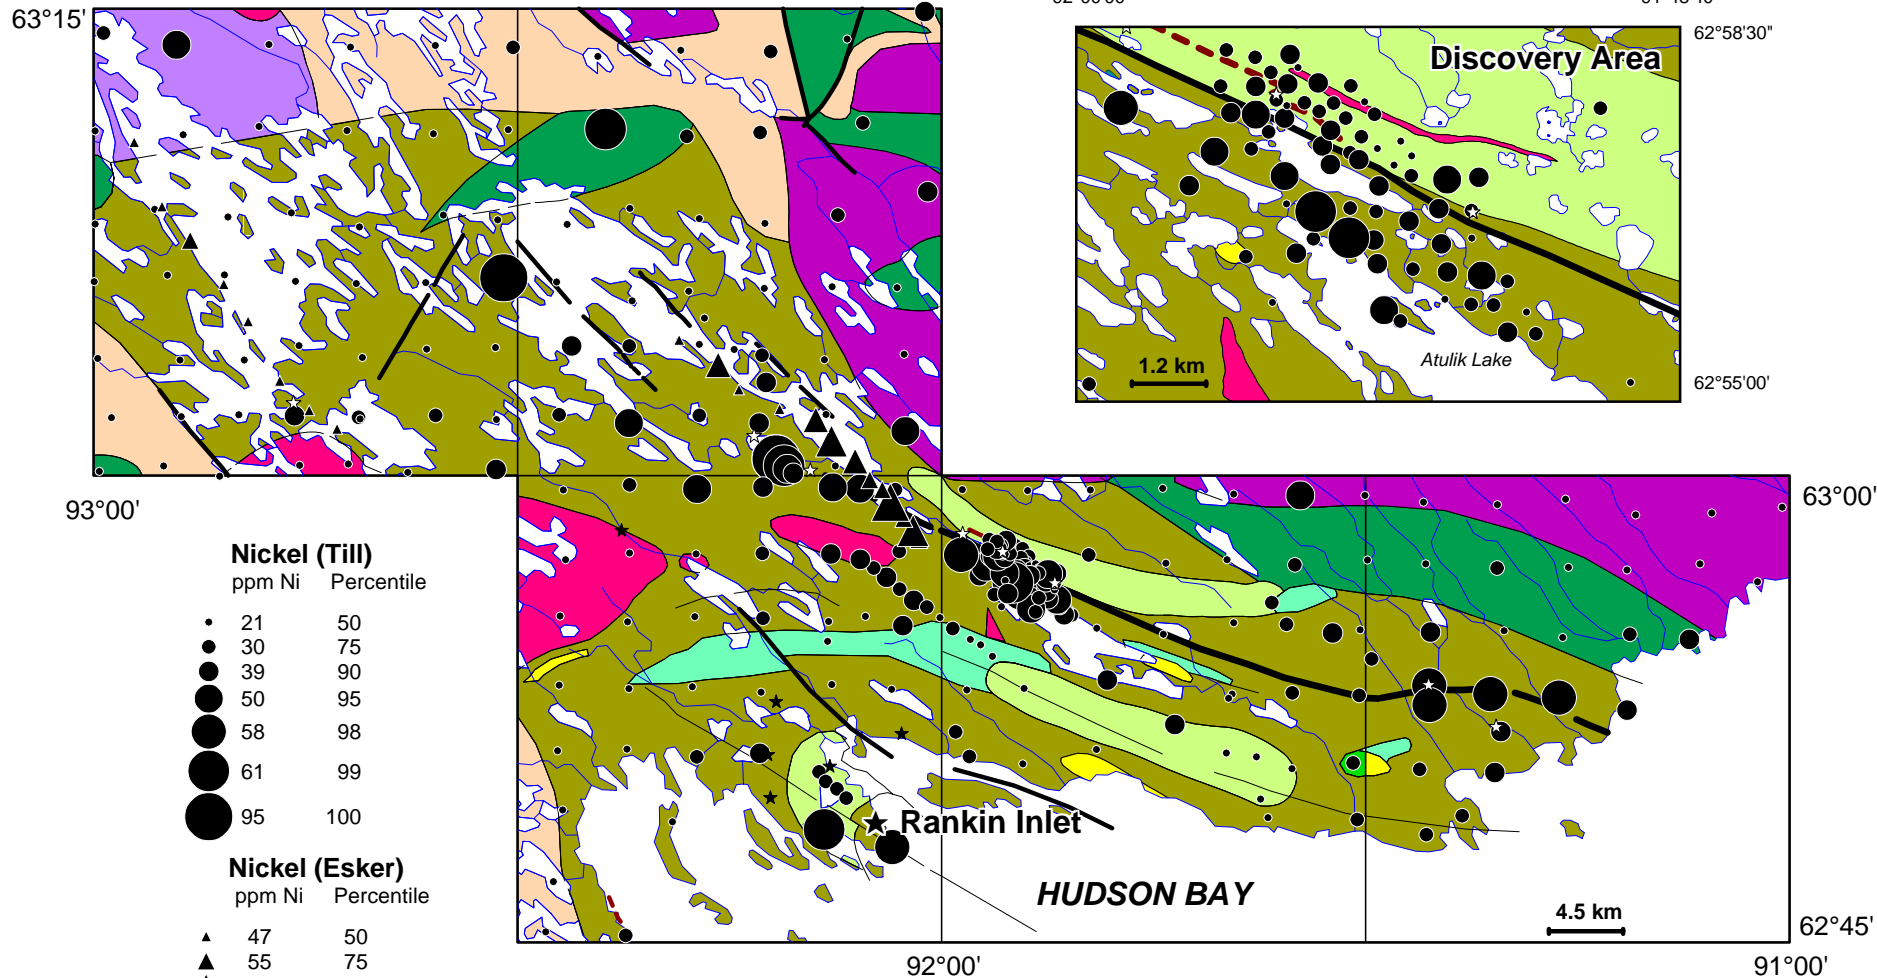 63°15'
62°58'30"
Discovery Area
1.2 km
Atulik Lake
62°55'00'
93°00'
63°00'
Nickel (Till)
ppm Ni Percentile
21 50
30 75
39 90
50 95
58 98
61 99
95 100
Rankin Inlet
Nickel (Esker)
ppm Ni Percentile
HUDSON BAY
4.5 km
62°45'
47 50
55 75
92°00'
91°00'